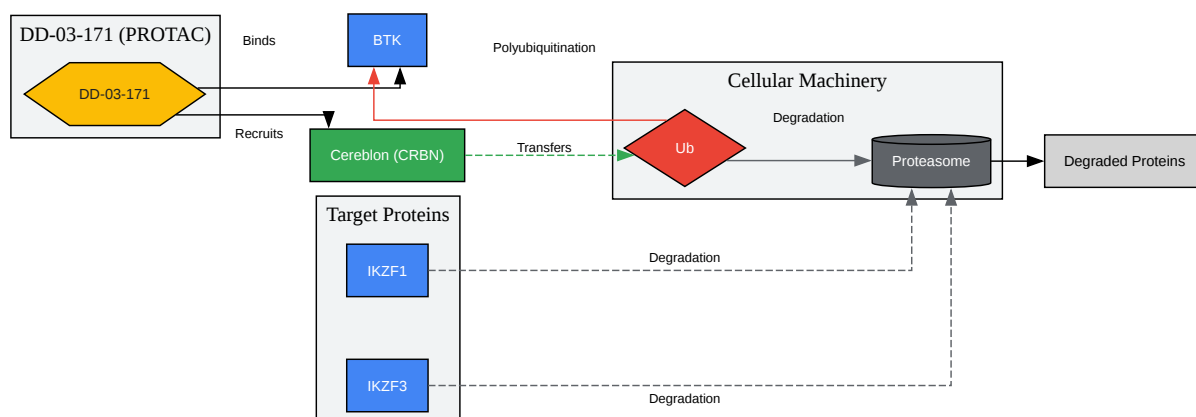 DD-03-171 (PROTAC)
DD-03-171
Binds
Recruits
BTK
Cereblon (CRBN)
Polyubiquitination
Transfers
Cellular Machinery
Ub
Degradation
Proteasome
Degraded Proteins
Target Proteins
IKZF1
Degradation
IKZF3
Degradation